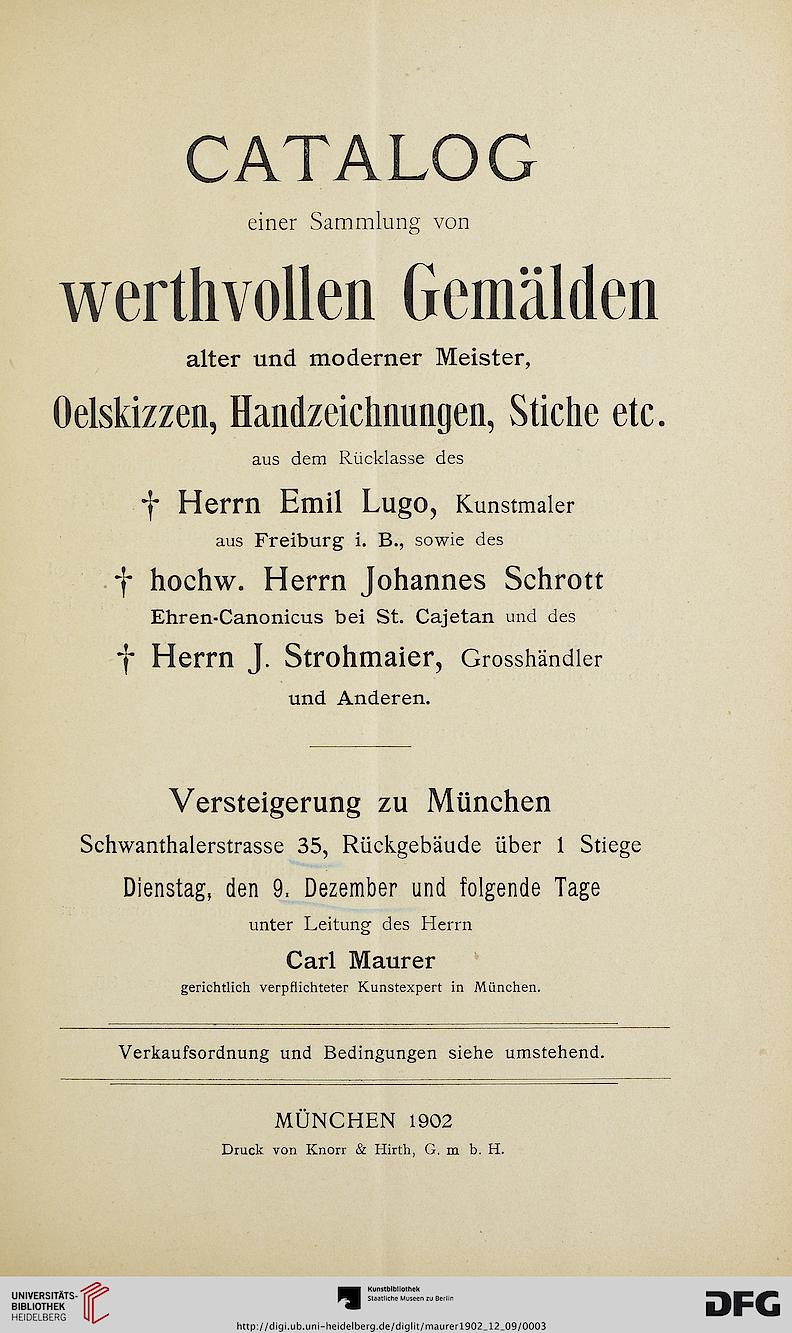 CATALOG
einer Sammlung von
werthvollen Gemälden
alter und moderner Meister,
Oelskizzen, Handzeichnungen, Stiche etc.
aus dem Rücklasse des
† Herrn Emil Lugo, Kunstmaler
aus Freiburg i. B., sowie des
† hochw. Herrn Johannes Schrott
Ehren-Canonicus bei St. Cajetan und des
† Herrn J. Strohmaier, Grosshändler
und Anderen.
Versteigerung zu München
Schwanthalerstrasse 35, Rückgebäude über 1 Stiege
Dienstag, den 9. Dezember und folgende Tage
unter Leitung des Herrn
Carl Maurer
gerichtlich verpflichteter Kunstexpert in München.
Verkaufsordnung und Bedingungen siehe umstehend.
MÜNCHEN 1902
Druck von Knorr & Hirth, G. m b. H.
UNIVERSITÄTS-
BIBLIOTHEK
HEIDELBERG
Kunstbibliothek
Staatliche Museen zu Berlin
http://digi.ub.uni-heidelberg.de/diglit/maurer1902_12_09/0003
DFG